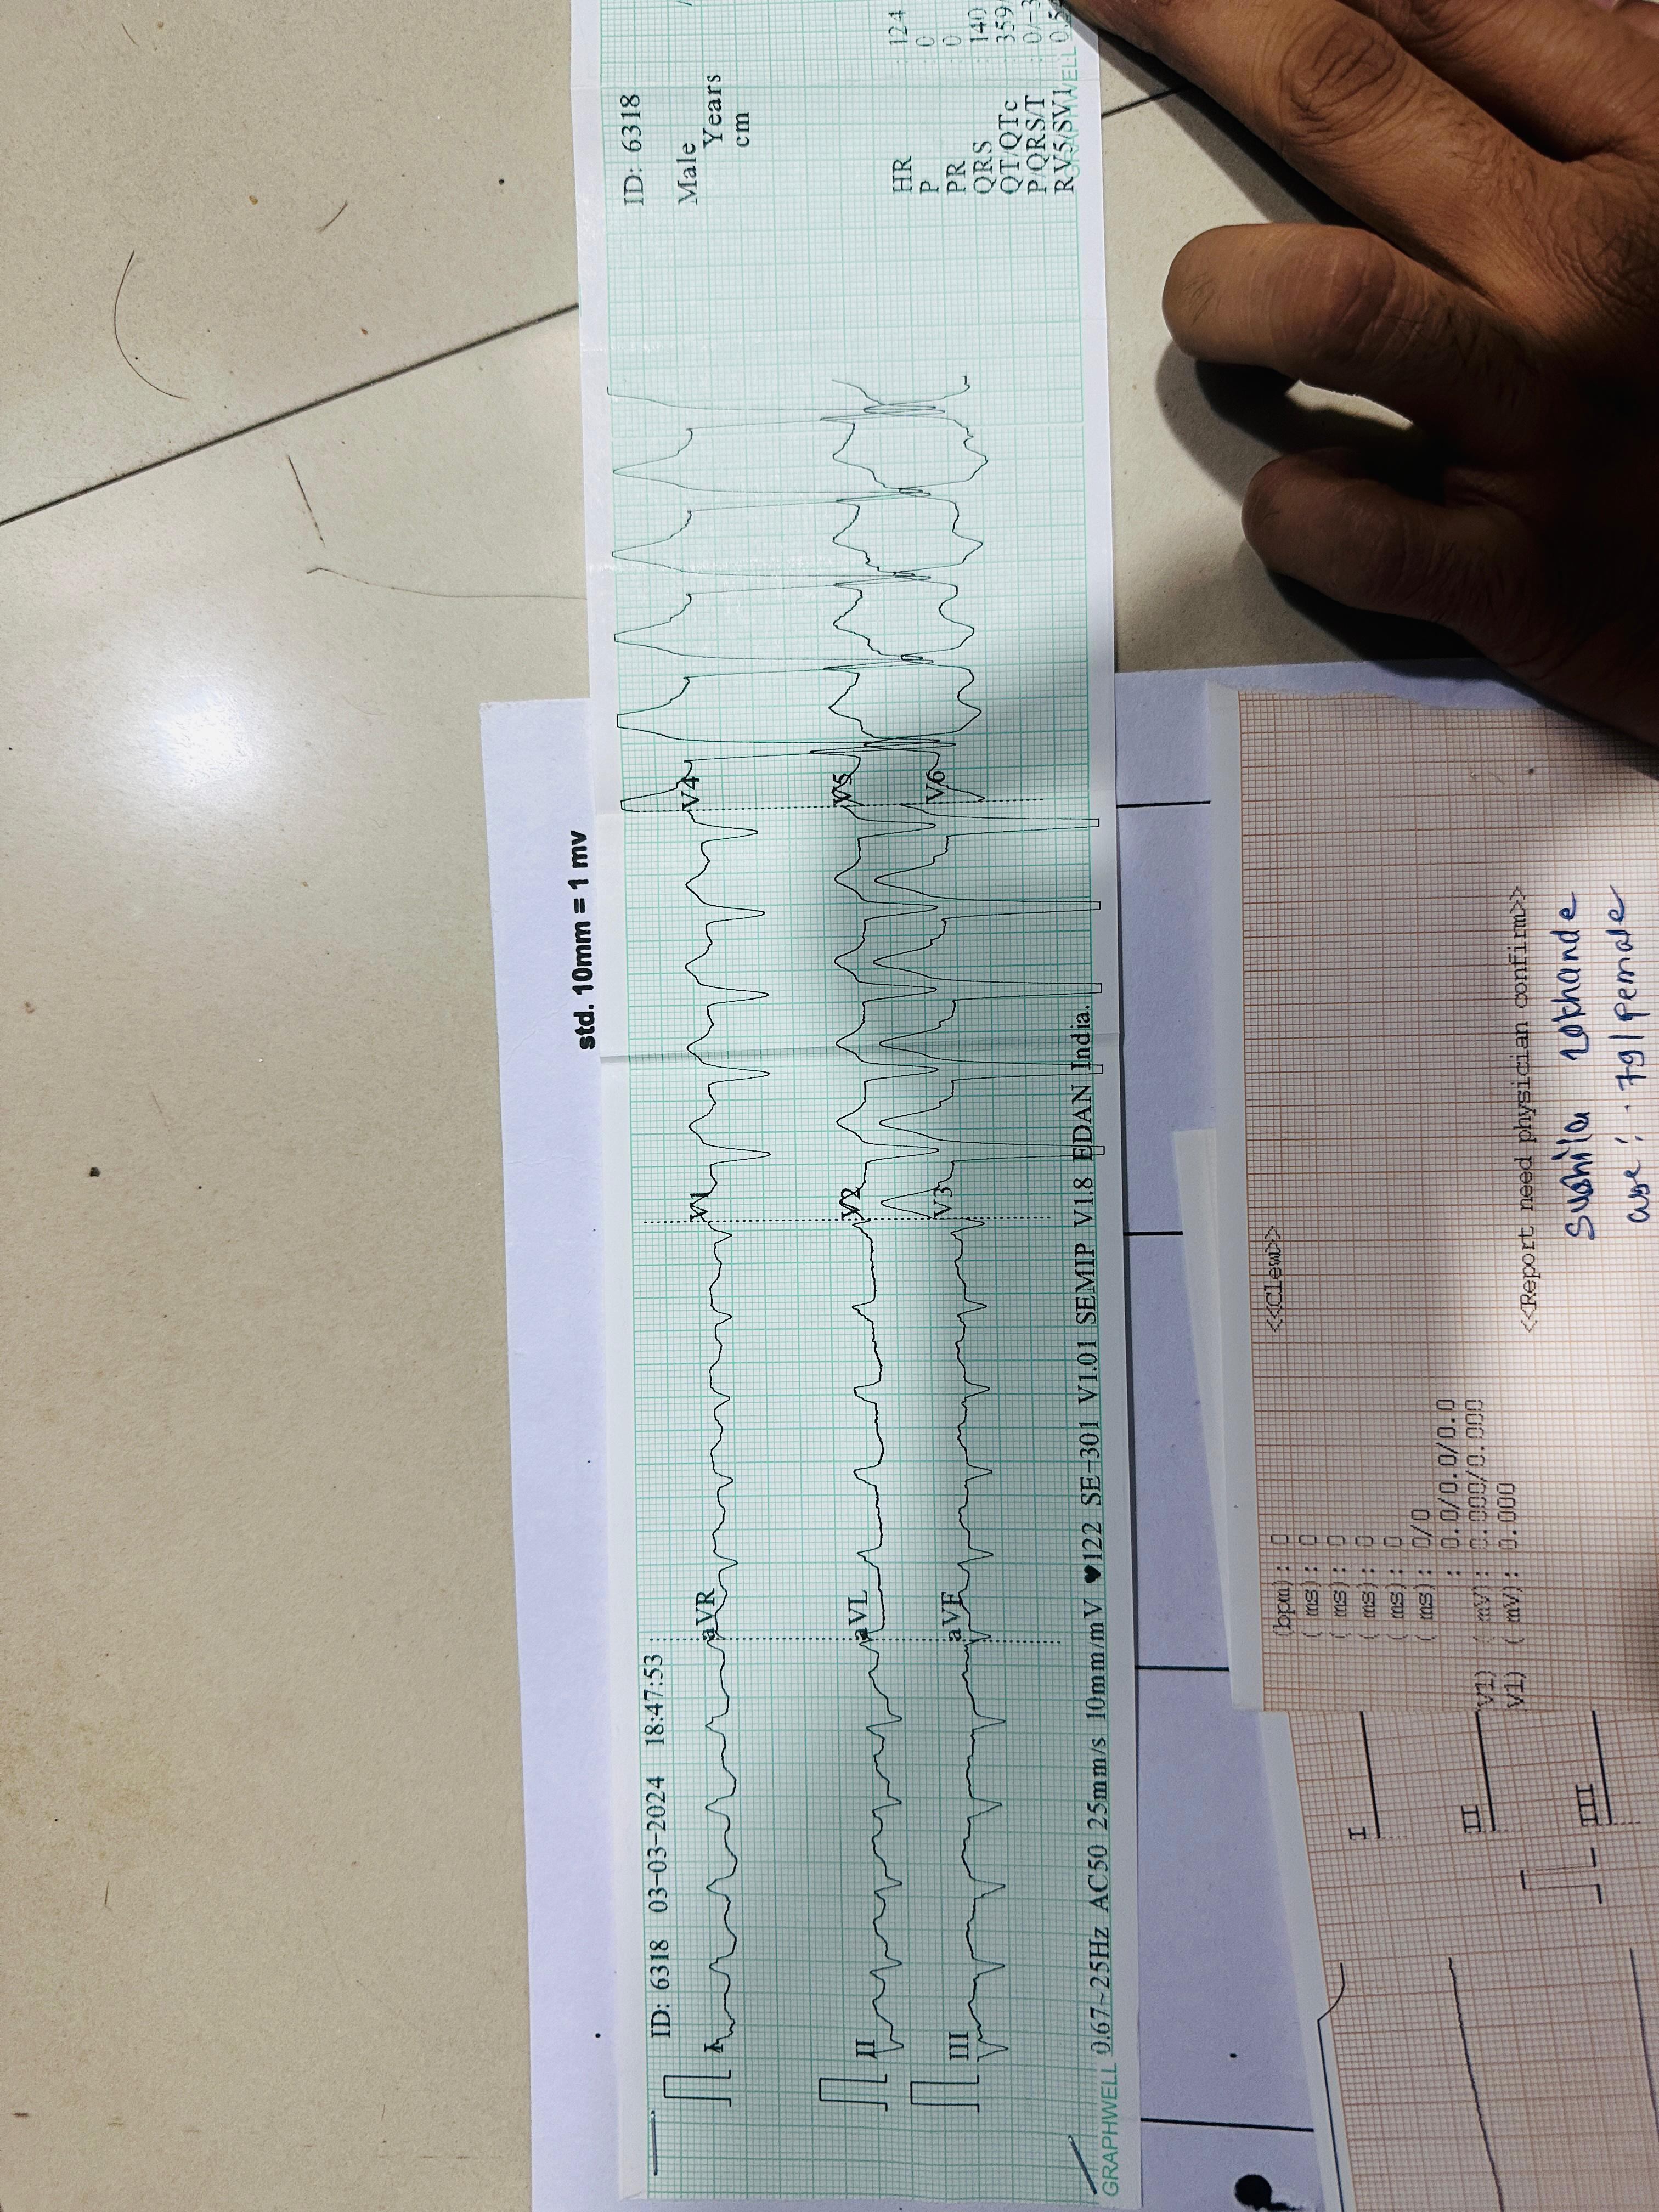 ID: 6318 03-03-2024 18:47:53
std. 10mm = 1 mv
I
II
III
aVR
aVL
aVF
V1
V2
V3
V4
V5
V6
GRAPHWELL
0.67~25Hz AC50 25mm/s 10mm/mV ♥122 SE-301 V1.01 SEMIP V1.8 EDAN India.
ID: 6318
Male
Years
cm
HR : 124
P : 0
PR : 0
QRS : 140
QT/QTc : 359
P/QRS/T : 0/-3
RV5/SV1
<<Clew>>
(bpm): 0
( ms): 0
( ms): 0
( ms): 0
( ms): 0
( ms): 0/0
: 0.0/0.0/0.0
V1) ( mV): 0.000/0.000
V1) ( mV): 0.000
<<Report need physician confirm>>
Sushila
age :
I
II
III